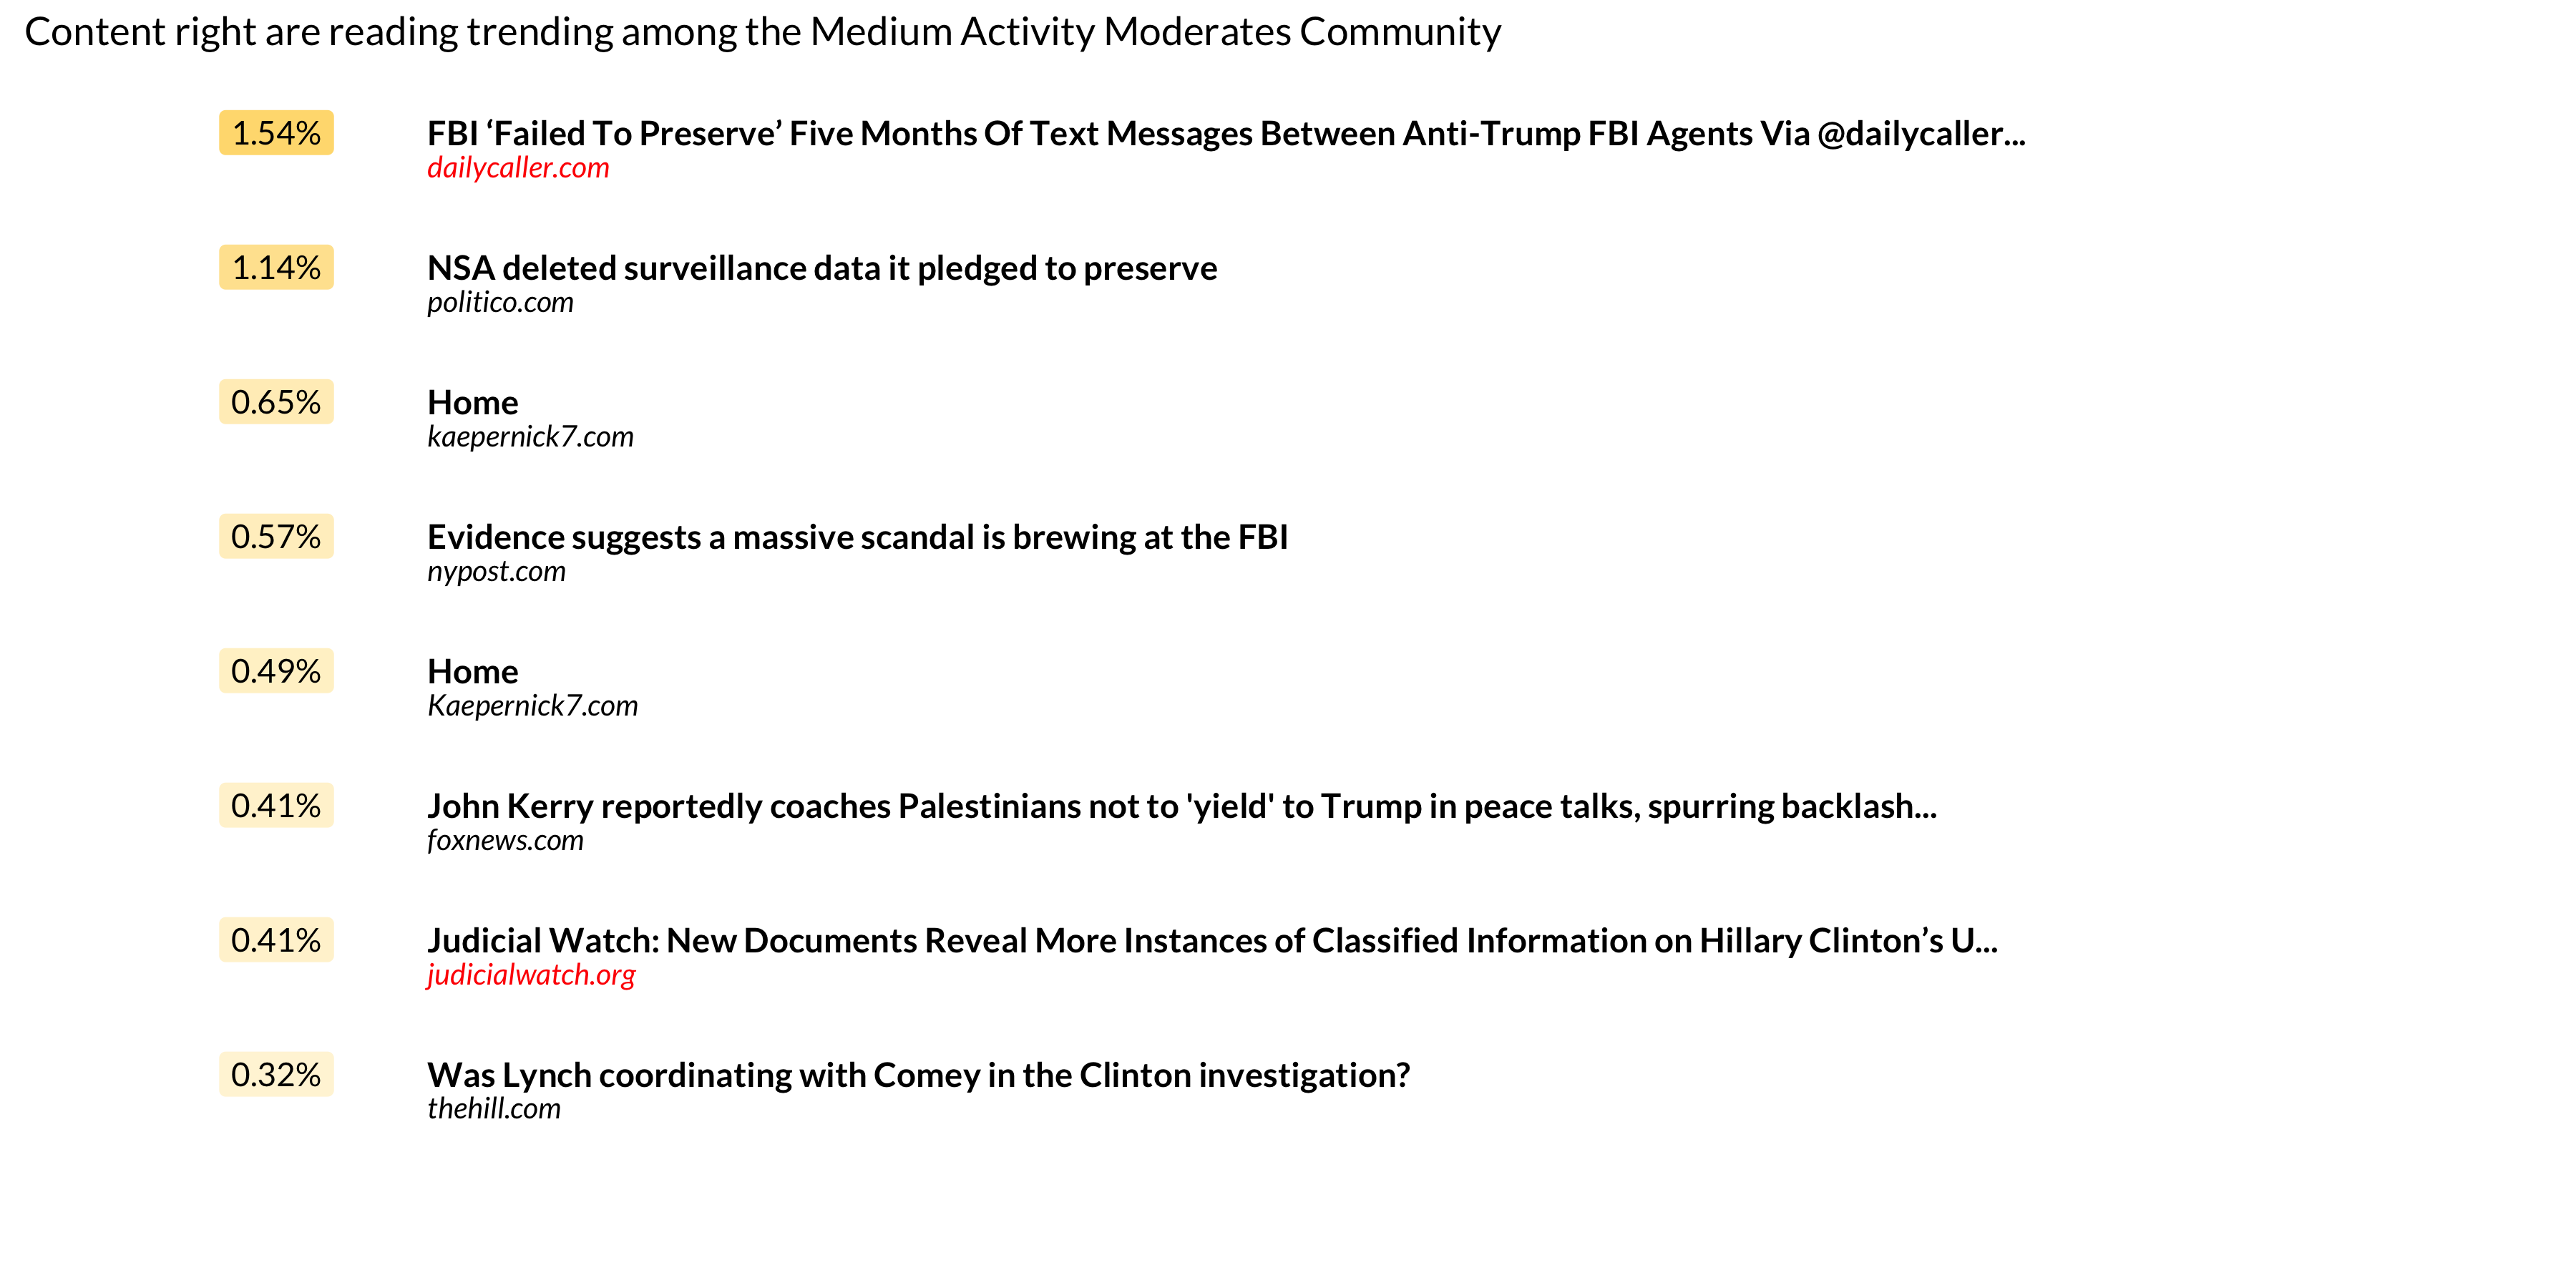 Content right are reading trending among the Medium Activity Moderates Community
1.54%
FBI ‘Failed To Preserve’ Five Months Of Text Messages Between Anti-Trump FBI Agents Via @dailycaller...
dailycaller.com
1.14%
NSA deleted surveillance data it pledged to preserve
politico.com
0.65%
Home
kaepernick7.com
0.57%
Evidence suggests a massive scandal is brewing at the FBI
nypost.com
0.49%
Home
Kaepernick7.com
0.41%
John Kerry reportedly coaches Palestinians not to 'yield' to Trump in peace talks, spurring backlash...
foxnews.com
0.41%
Judicial Watch: New Documents Reveal More Instances of Classified Information on Hillary Clinton’s U...
judicialwatch.org
0.32%
Was Lynch coordinating with Comey in the Clinton investigation?
thehill.com